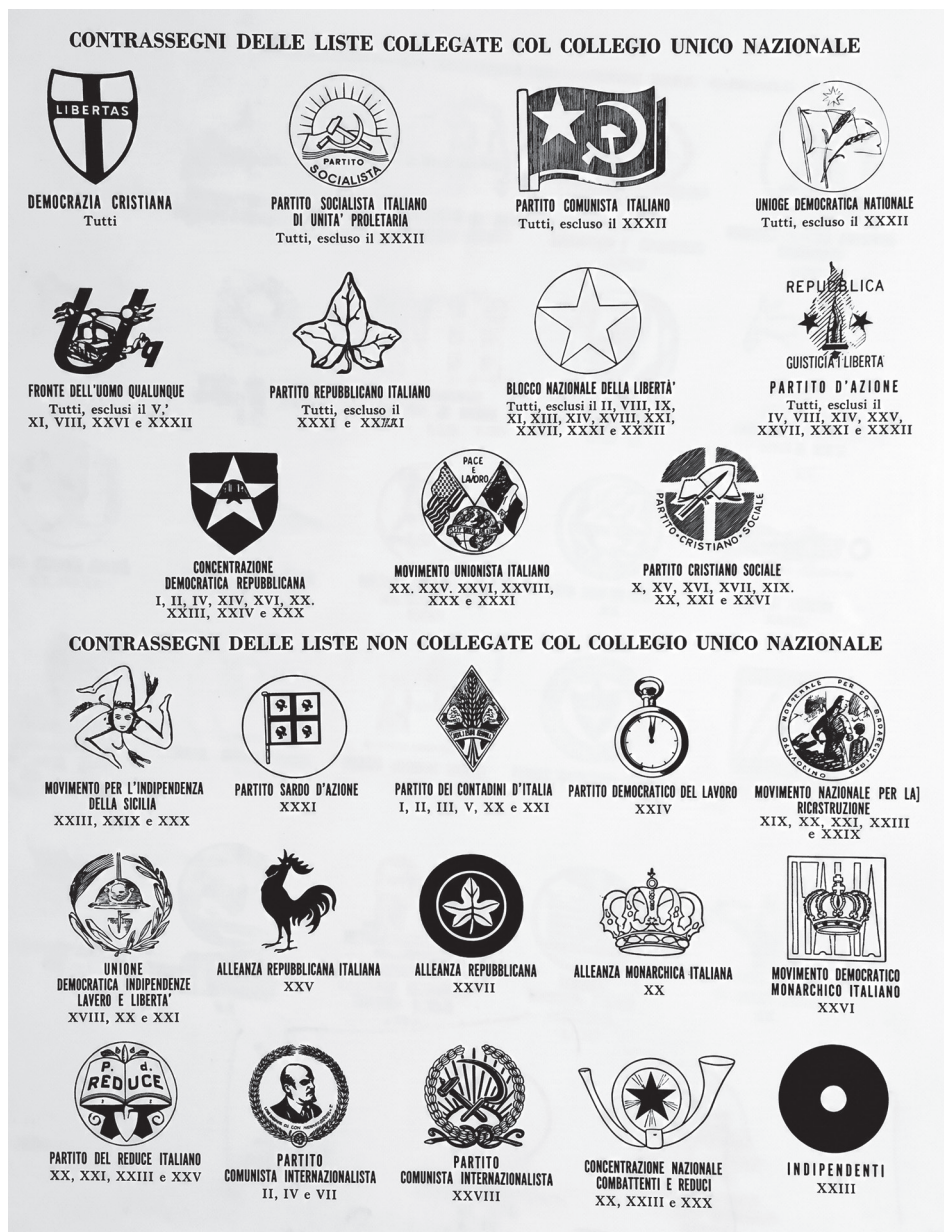 CONTRASSEGNI DELLE LISTE COLLEGATE COL COLLEGIO UNICO NAZIONALE
LIBERTAS
DEMOCRAZIA CRISTIANA
Tutti
PARTITO
SOCIALISTA
PARTITO SOCIALISTA ITALIANO
DI UNITA' PROLETARIA
Tutti, escluso il XXXII
PARTITO COMUNISTA ITALIANO
Tutti, escluso il XXXII
UNIOGE DEMOCRATICA NATIONALE
Tutti, escluso il XXXII
U
q
FRONTE DELL'UOMO QUALUNQUE
Tutti, esclusi il V,'
XI, VIII, XXVI e XXXII
PARTITO REPUBBLICANO ITALIANO
Tutti, escluso il
XXXI e
BLOCCO NAZIONALE DELLA LIBERTÀ'
Tutti, esclusi il II, VIII, IX,
XI, XIII, XIV, XVIII, XXI,
XXVII, XXXI e XXXII
REPUBBLICA
GUISTICIA LIBERTA
PARTITO D'AZIONE
Tutti, esclusi il
IV, VIII, XIV, XXV,
XXVII, XXXI e XXXII
CONCENTRAZIONE
DEMOCRATICA REPUBBLICANA
I, II, IV, XIV, XVI, XX.
XXIII, XXIV e XXX
PACE
E
LAVORO
MOVIMENTO UNIONISTA ITALIANO
XX. XXV. XXVI, XXVIII,
XXX e XXXI
PARTITO·CRISTIANO·SOCIALE
PARTITO CRISTIANO SOCIALE
X, XV, XVI, XVII, XIX.
XX, XXI e XXVI
CONTRASSEGNI DELLE LISTE NON COLLEGATE COL COLLEGIO UNICO NAZIONALE
MOVIMENTO PER L'INDIPENDENZA
DELLA SICILIA
XXIII, XXIX e XXX
PARTITO SARDO D'AZIONE
XXXI
PARTITO DEI CONTADINI D'ITALIA
I, II, III, V, XX e XXI
PARTITO DEMOCRATICO DEL LAVORO
XXIV
MOVIMENTO NAZIONALE PER LA]
RICRSTRUZIONE
XIX, XX, XXI, XXIII
e XXIX
UNIONE
DEMOCRATICA INDIPENDENZE
LAVERO E LIBERTA'
XVIII, XX e XXI
ALLEANZA REPUBBLICANA ITALIANA
XXV
ALLEANZA REPUBBLICANA
XXVII
ALLEANZA MONARCHICA ITALIANA
XX
MOVIMENTO DEMOCRATICO
MONARCHICO ITALIANO
XXVI
P. d.
REDUCE
PARTITO DEL REDUCE ITALIANO
XX, XXI, XXIII e XXV
PARTITO
COMUNISTA INTERNAZIONALISTA
II, IV e VII
PARTITO
COMUNISTA INTERNAZIONALISTA
XXVIII
CONCENTRAZIONE NAZIONALE
COMBATTENTI E REDUCI
XX, XXIII e XXX
INDIPENDENTI
XXIII